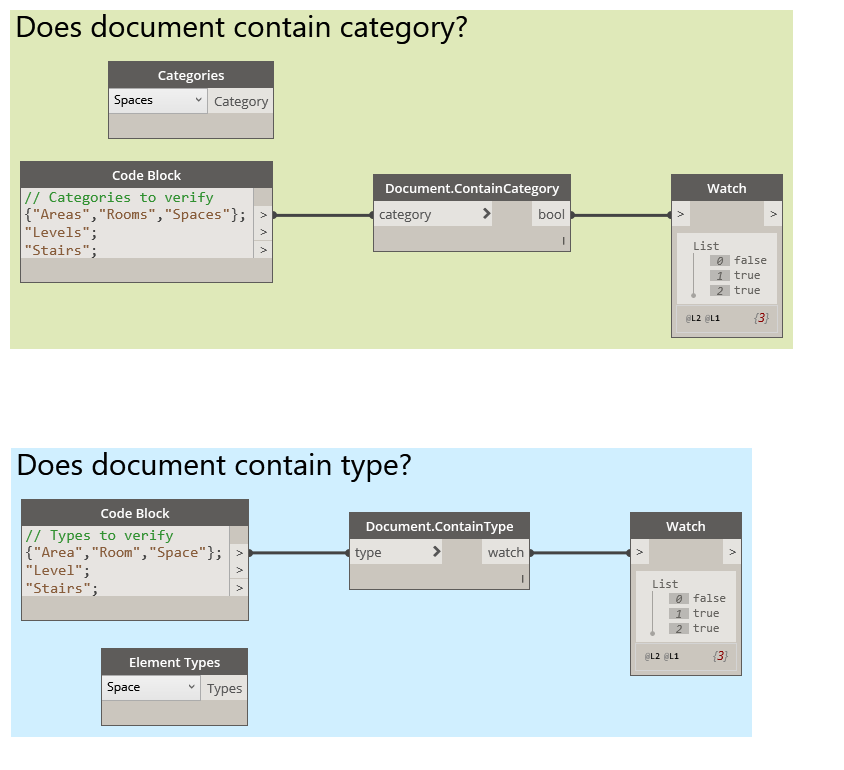 Does document contain category?
Categories
Spaces Category
Code Block
// Categories to verify
{"Areas","Rooms","Spaces"}; >
"Levels"; >
"Stairs"; >
Document.ContainCategory
category > bool
l
Watch
> >
List
0 false
1 true
2 true
@L2 @L1 {3}
Does document contain type?
Code Block
// Types to verify
{"Area","Room","Space"}; >
"Level"; >
"Stairs"; >
Document.ContainType
type > watch
l
Watch
> >
List
0 false
1 true
2 true
@L2 @L1 {3}
Element Types
Space Types